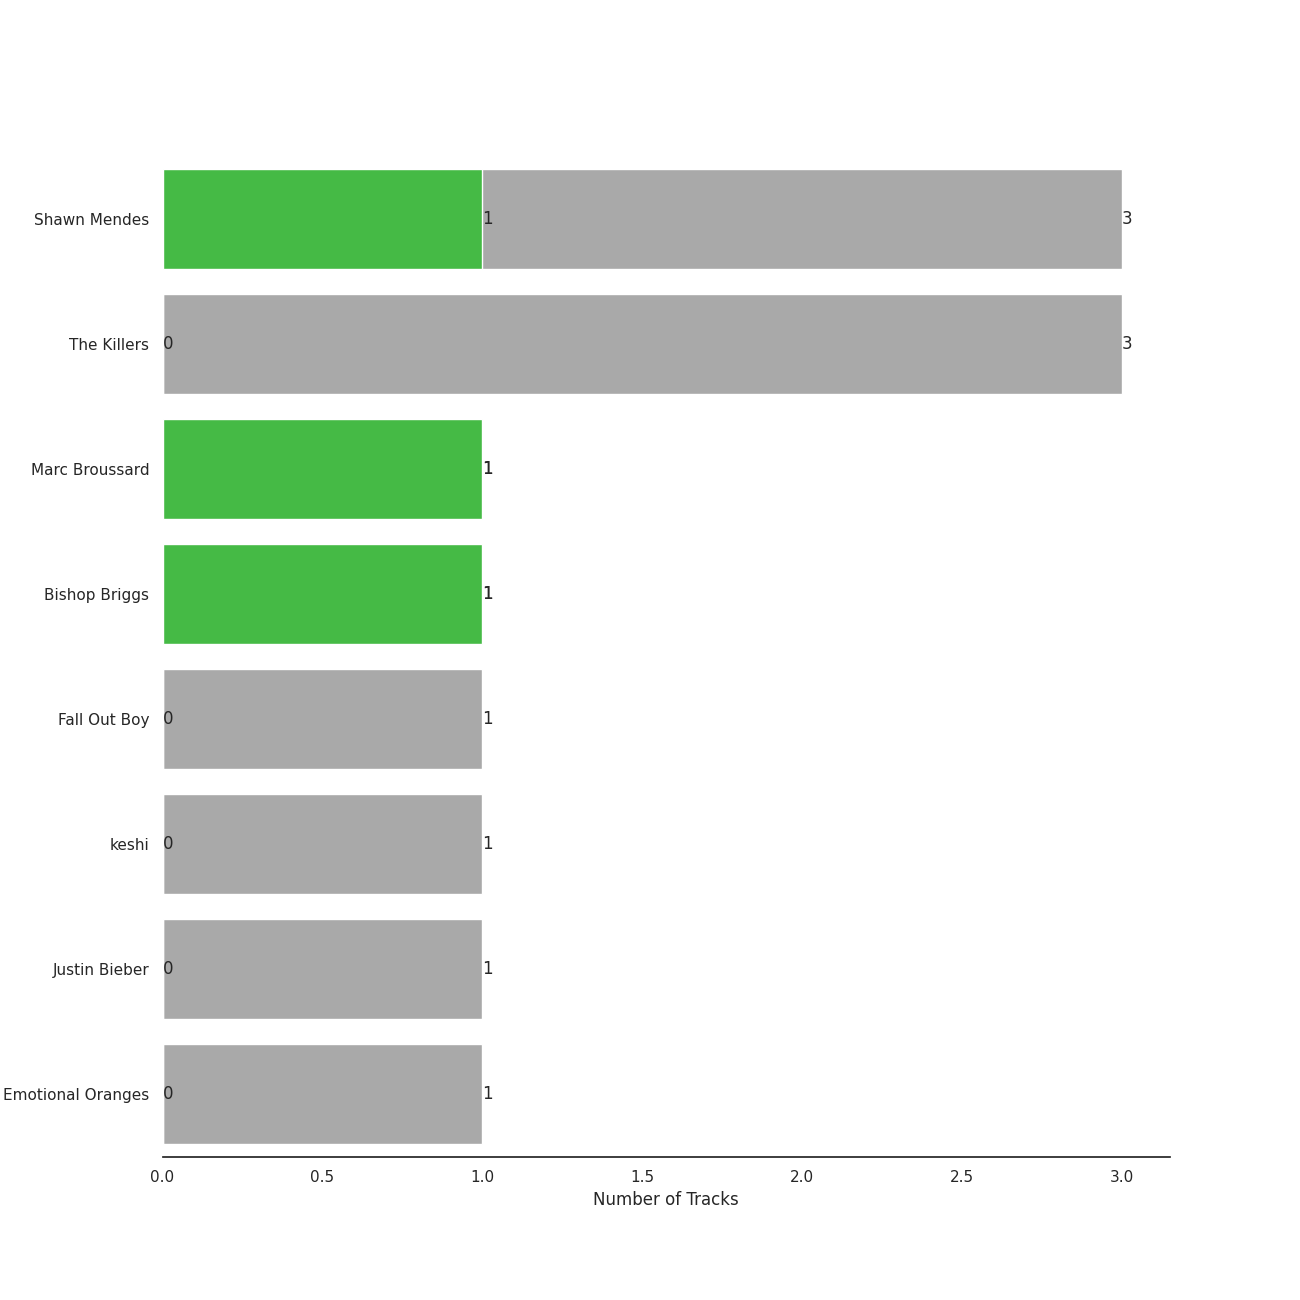 Shawn Mendes 1 3
The Killers 0 3
Marc Broussard 1
Bishop Briggs 1
Fall Out Boy 0 1
keshi 0 1
Justin Bieber 0 1
Emotional Oranges 0 1
0.0 0.5 1.0 1.5 2.0 2.5 3.0
Number of Tracks